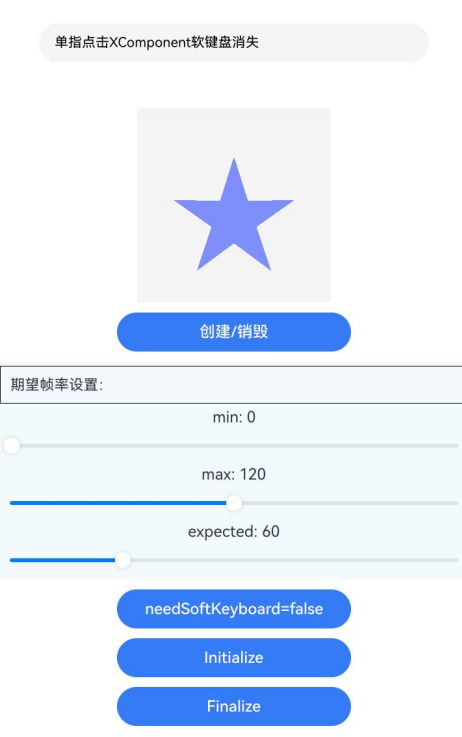 单指点击XComponent软键盘消失
创建/销毁
期望帧率设置:
min: 0
max: 120
expected: 60
needSoftKeyboard=false
Initialize
Finalize